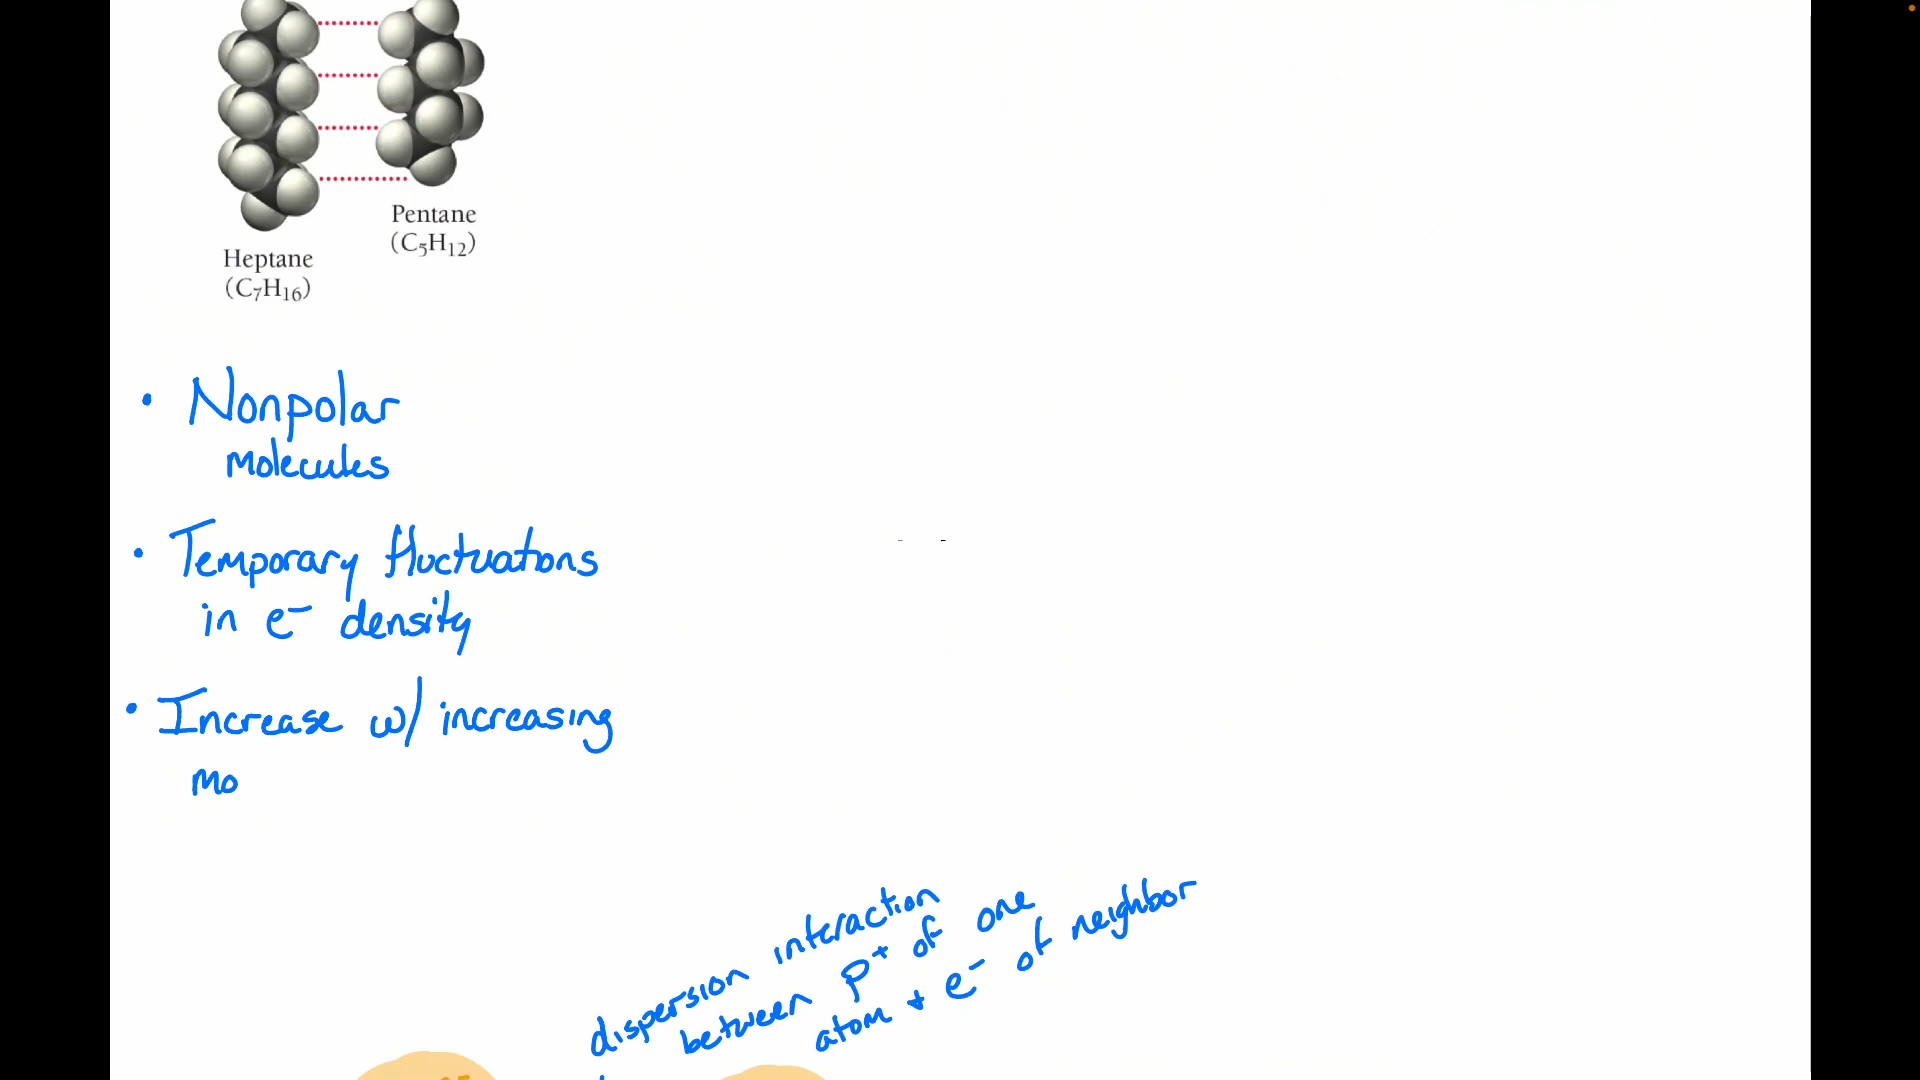 Pentane
(C5H12)
Heptane
(C7H16)
• Nonpolar
molecules
• Temporary fluctuations
in e⁻ density
• Increase w/ increasing
mo
dispersion interaction
between P⁺ of one
atom + e⁻ of neighbor